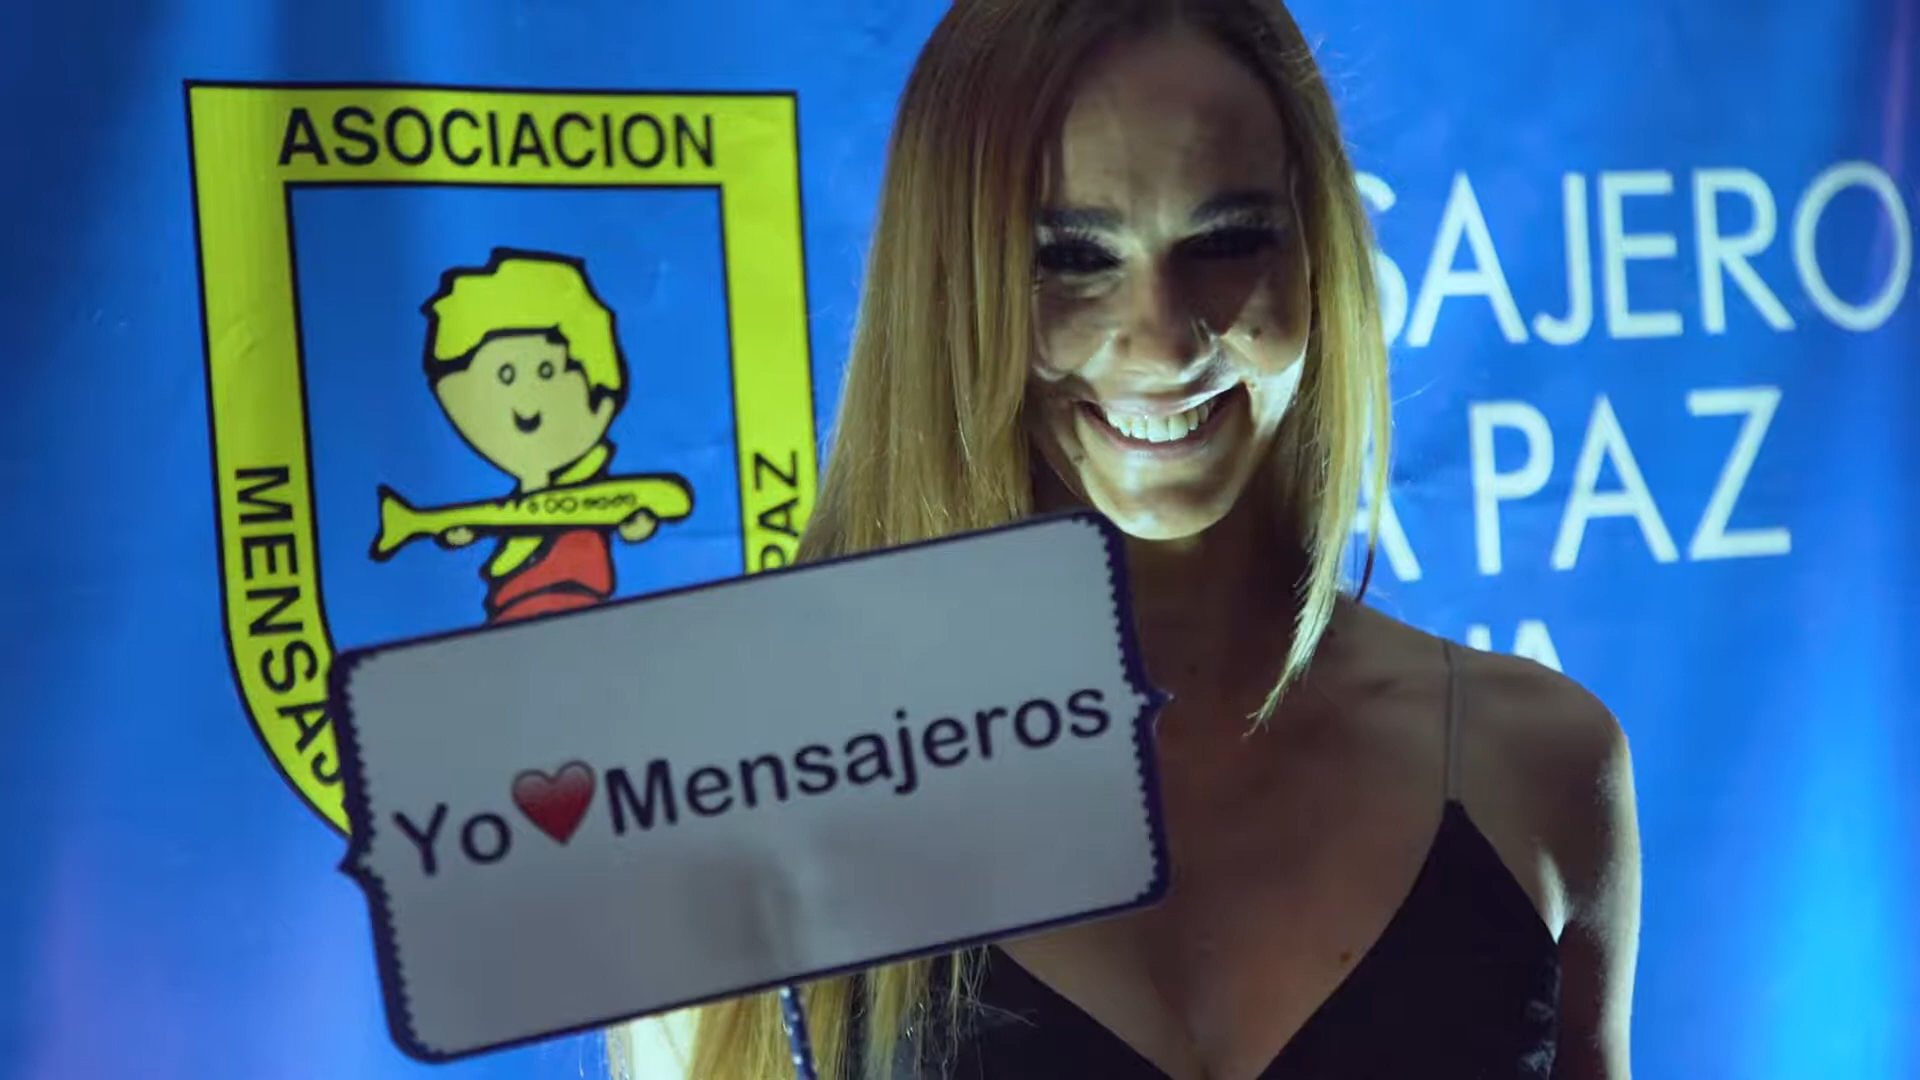 ASOCIACION
MENSAJ
PAZ
SAJERO
A PAZ
Yo❤Mensajeros